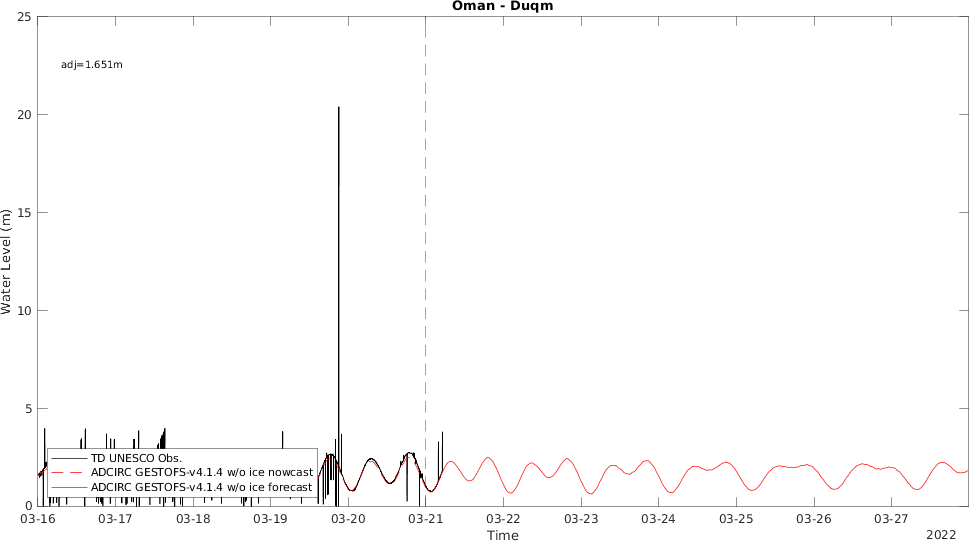 Oman - Duqm
25
adj=1.651m
20
15
10
5
0
Water Level (m)
TD UNESCO Obs.
ADCIRC GESTOFS-v4.1.4 w/o ice nowcast
ADCIRC GESTOFS-v4.1.4 w/o ice forecast
03-16 03-17 03-18 03-19 03-20 03-21 03-22 03-23 03-24 03-25 03-26 03-27
Time
2022